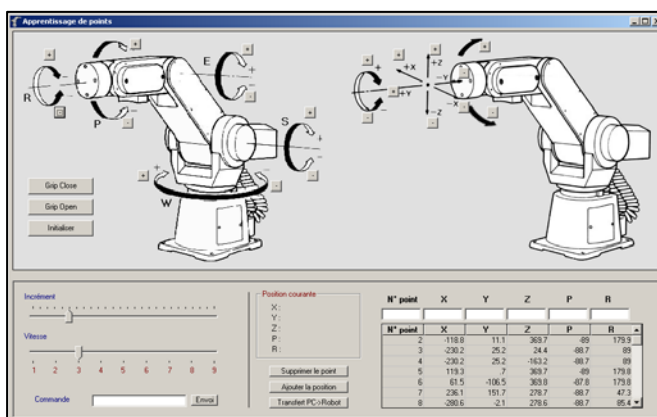 Apprentissage de points
E
+X
+Z
-Y
R
+Y
-X
P
-Z
S
W
Grip Close
Grip Open
Initialiser
Incrément
Vitesse
1 2 3 4 5 6 7 8 9
Commande
Envoi
Position courante
X :
Y :
Z :
P :
R :
Supprimer le point
Ajouter la position
Transfert PC->Robot
N° point X Y Z P R
N° point X Y Z P R
2 -118.8 11.1 369.7 -89 179.9
3 -230.2 25.2 24.4 -88.7 89
4 -230.2 25.2 -163.2 -88.7 89
5 119.3 .7 369.7 -89 179.8
6 61.5 -106.5 369.8 -87.8 179.8
7 236.1 151.7 278.7 -88.7 47.3
8 -280.6 -2.1 278.6 -88.7 85.4